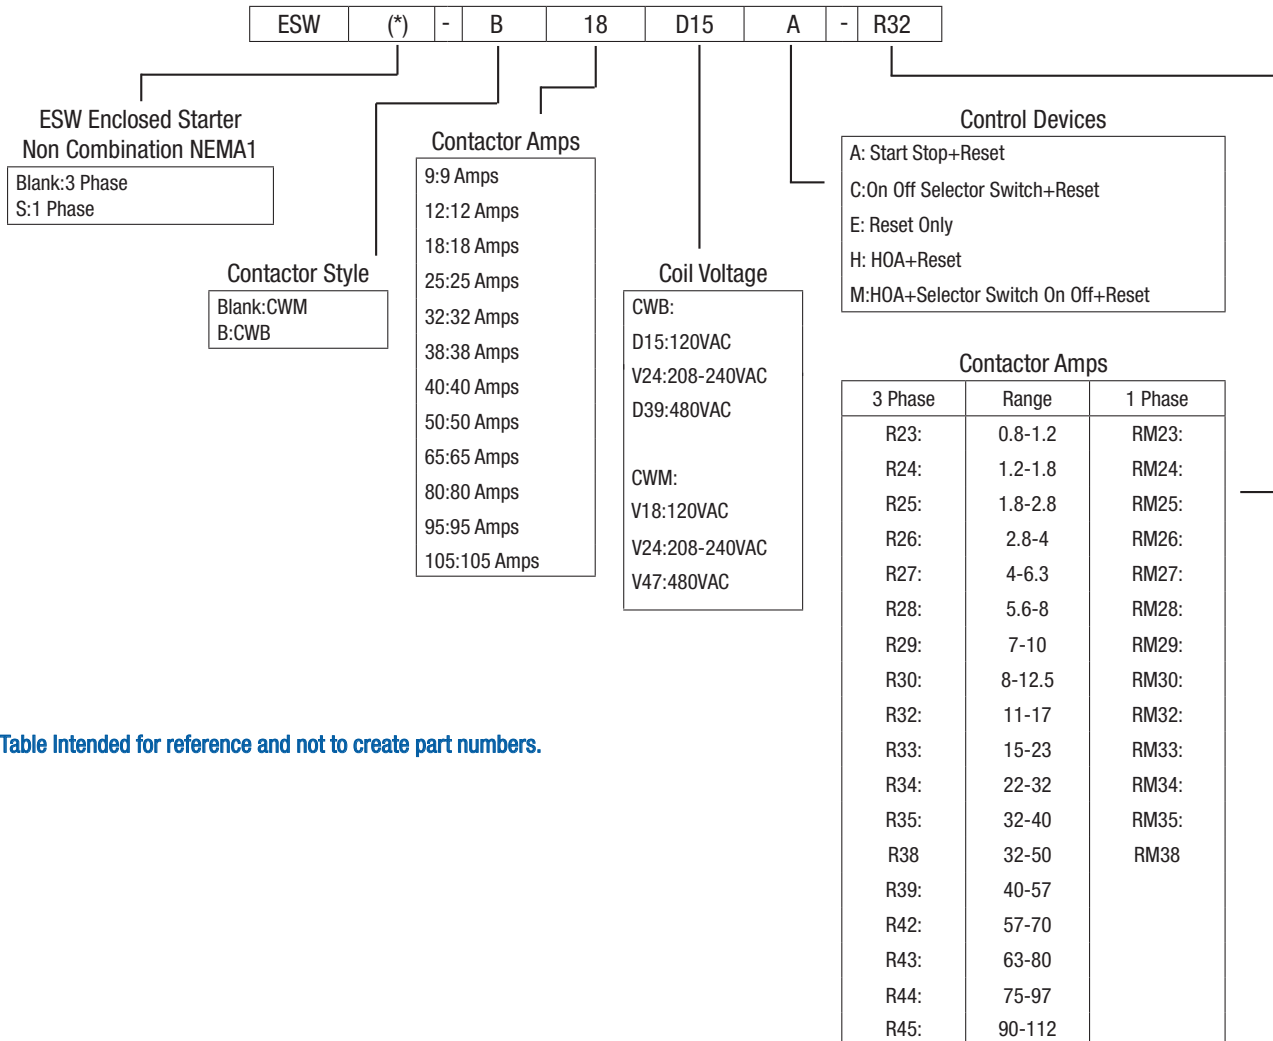 ESW (*) - B 18 D15 A - R32
ESW Enclosed Starter
Non Combination NEMA1
Blank:3 Phase
S:1 Phase
Contactor Style
Blank:CWM
B:CWB
Contactor Amps
9:9 Amps
12:12 Amps
18:18 Amps
25:25 Amps
32:32 Amps
38:38 Amps
40:40 Amps
50:50 Amps
65:65 Amps
80:80 Amps
95:95 Amps
105:105 Amps
Coil Voltage
CWB:
D15:120VAC
V24:208-240VAC
D39:480VAC
CWM:
V18:120VAC
V24:208-240VAC
V47:480VAC
Control Devices
A: Start Stop+Reset
C:On Off Selector Switch+Reset
E: Reset Only
H: HOA+Reset
M:HOA+Selector Switch On Off+Reset
Contactor Amps
3 Phase Range 1 Phase
R23: 0.8-1.2 RM23:
R24: 1.2-1.8 RM24:
R25: 1.8-2.8 RM25:
R26: 2.8-4 RM26:
R27: 4-6.3 RM27:
R28: 5.6-8 RM28:
R29: 7-10 RM29:
R30: 8-12.5 RM30:
R32: 11-17 RM32:
R33: 15-23 RM33:
R34: 22-32 RM34:
R35: 32-40 RM35:
R38 32-50 RM38
R39: 40-57
R42: 57-70
R43: 63-80
R44: 75-97
R45: 90-112
Table Intended for reference and not to create part numbers.